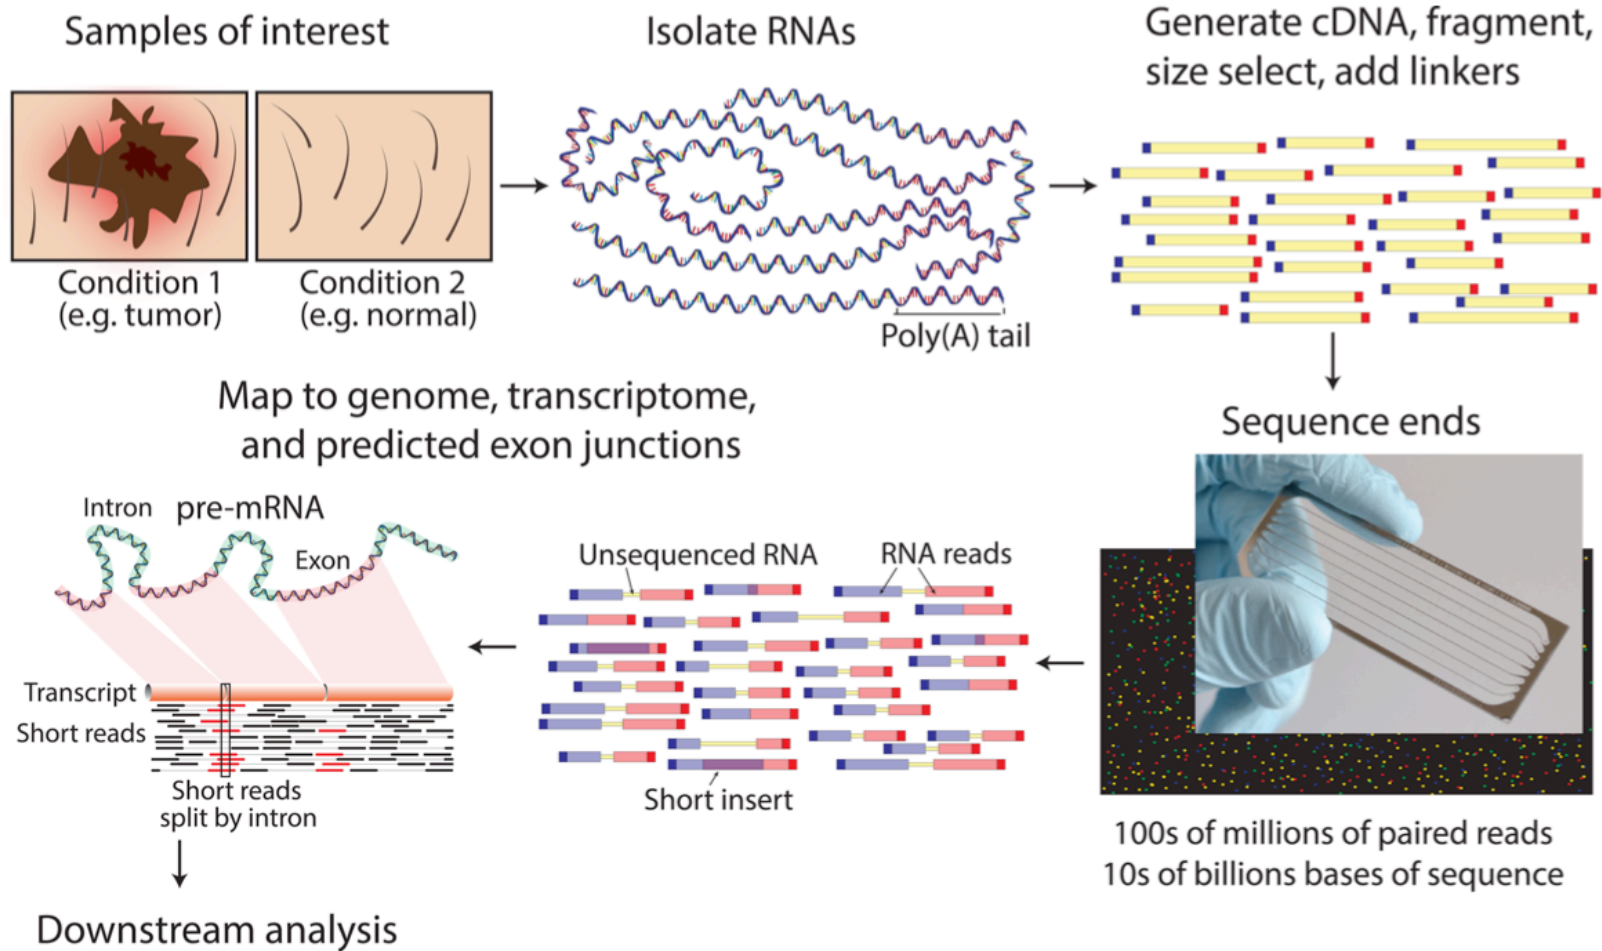 Samples of interest
Condition 1
(e.g. tumor)
Condition 2
(e.g. normal)
Isolate RNAs
Poly(A) tail
Generate cDNA, fragment,
size select, add linkers
Sequence ends
100s of millions of paired reads
10s of billions bases of sequence
Unsequenced RNA
RNA reads
Short insert
Map to genome, transcriptome,
and predicted exon junctions
Intron
pre-mRNA
Exon
Transcript
Short reads
Short reads
split by intron
Downstream analysis